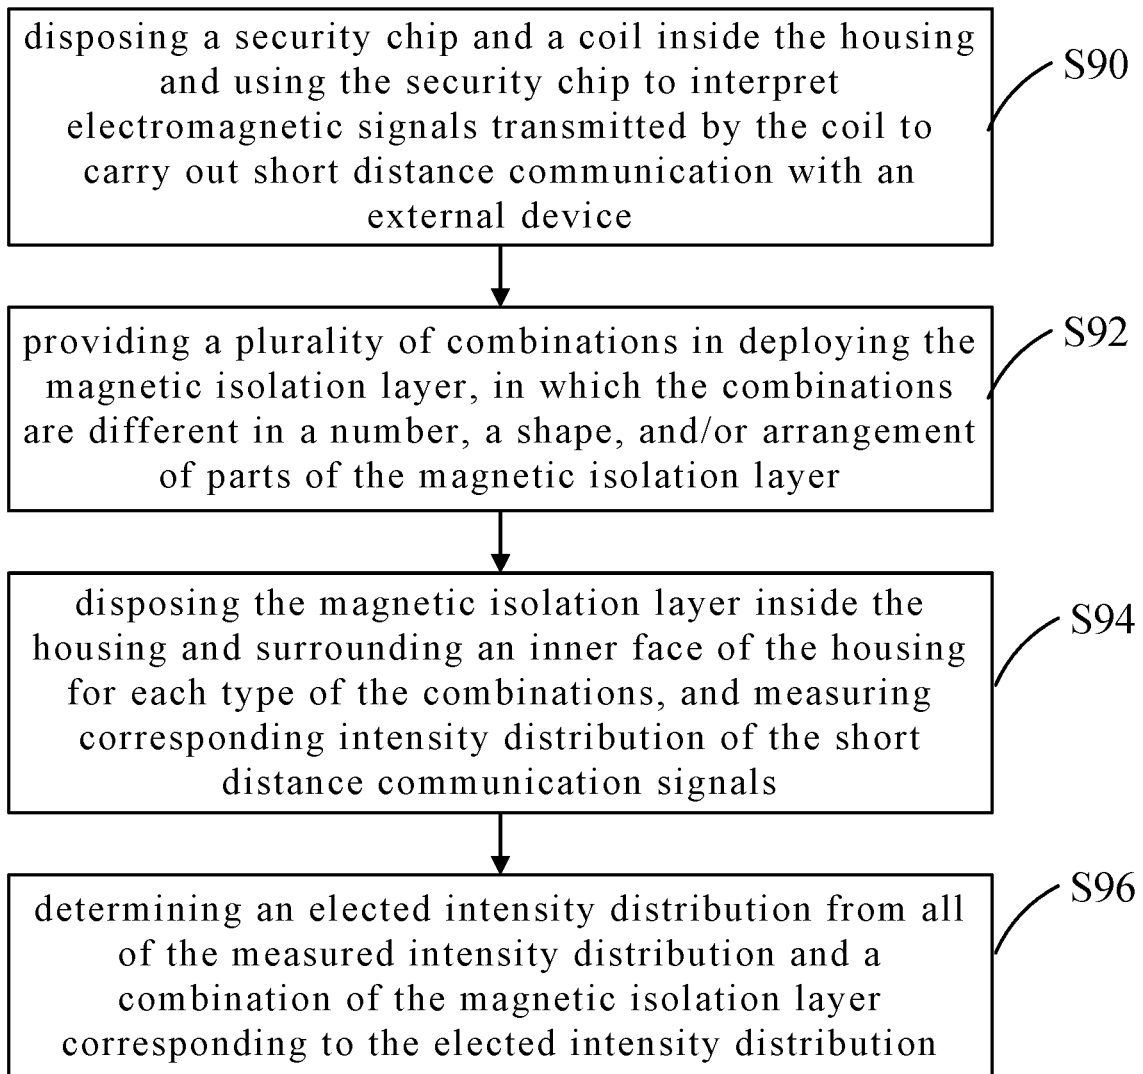 disposing a security chip and a coil inside the housing
and using the security chip to interpret
electromagnetic signals transmitted by the coil to
carry out short distance communication with an
external device
S90
providing a plurality of combinations in deploying the
magnetic isolation layer, in which the combinations
are different in a number, a shape, and/or arrangement
of parts of the magnetic isolation layer
S92
disposing the magnetic isolation layer inside the
housing and surrounding an inner face of the housing
for each type of the combinations, and measuring
corresponding intensity distribution of the short
distance communication signals
S94
determining an elected intensity distribution from all
of the measured intensity distribution and a
combination of the magnetic isolation layer
corresponding to the elected intensity distribution
S96